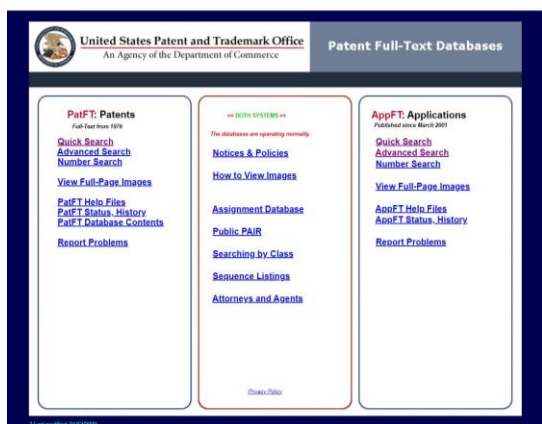 United States Patent and Trademark Office
An Agency of the Department of Commerce
Patent Full-Text Databases
PatFT: Patents
Full-Text from 1976
Quick Search
Advanced Search
Number Search
View Full-Page Images
PatFT Help Files
PatFT Status, History
PatFT Database Contents
Report Problems
<< BOTH SYSTEMS >>
The databases are operating normally.
Notices & Policies
How to View Images
Assignment Database
Public PAIR
Searching by Class
Sequence Listings
Attorneys and Agents
Privacy Policy
AppFT: Applications
Published since March 2001
Quick Search
Advanced Search
Number Search
View Full-Page Images
AppFT Help Files
AppFT Status, History
Report Problems